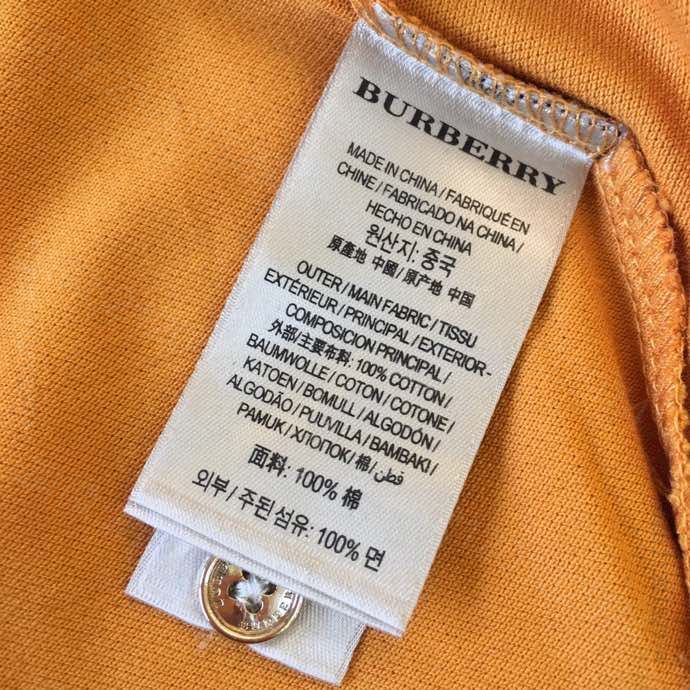 BURBERRY
MADE IN CHINA / FABRIQUÉ EN
CHINE / FABRICADO NA CHINA /
HECHO EN CHINA
원산지: 중국
原產地 中國 / 原产地 中国
OUTER / MAIN FABRIC / TISSU
EXTÉRIEUR / PRINCIPAL / EXTERIOR-
COMPOSICION PRINCIPAL /
外部/主要布料: 100% COTTON /
BAUMWOLLE / COTON / COTONE /
KATOEN / BOMULL / ALGODÓN /
ALGODÃO / PUUVILLA / BAMBAKI /
PAMUK / ХЛОПОК / 棉 / قطن
面料: 100% 棉
외부 / 주된 섬유: 100% 면